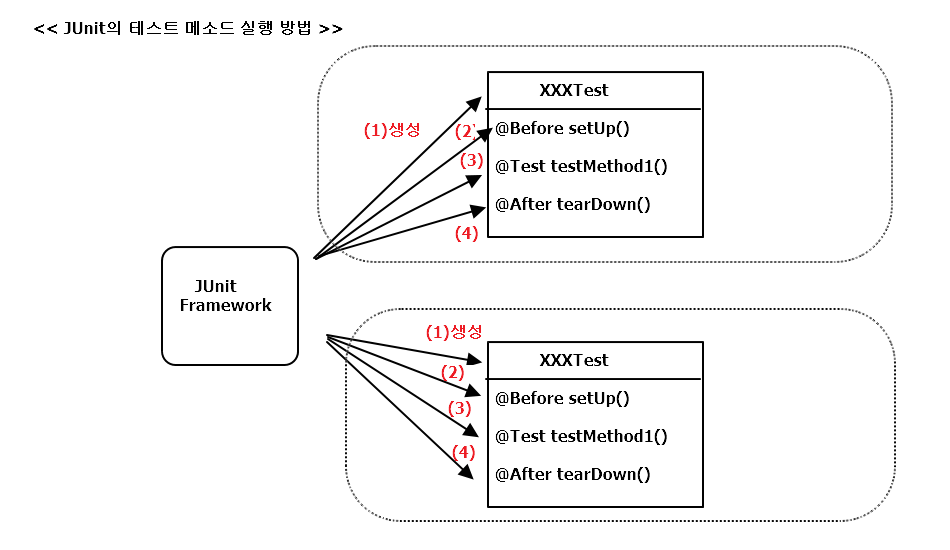 << JUnit의 테스트 메소드 실행 방법 >>
XXXTest
(1)생성
(2)
@Before setUp()
(3)
@Test testMethod1()
@After tearDown()
(4)
JUnit
Framework
(1)생성
XXXTest
(2)
@Before setUp()
(3)
@Test testMethod1()
(4)
@After tearDown()